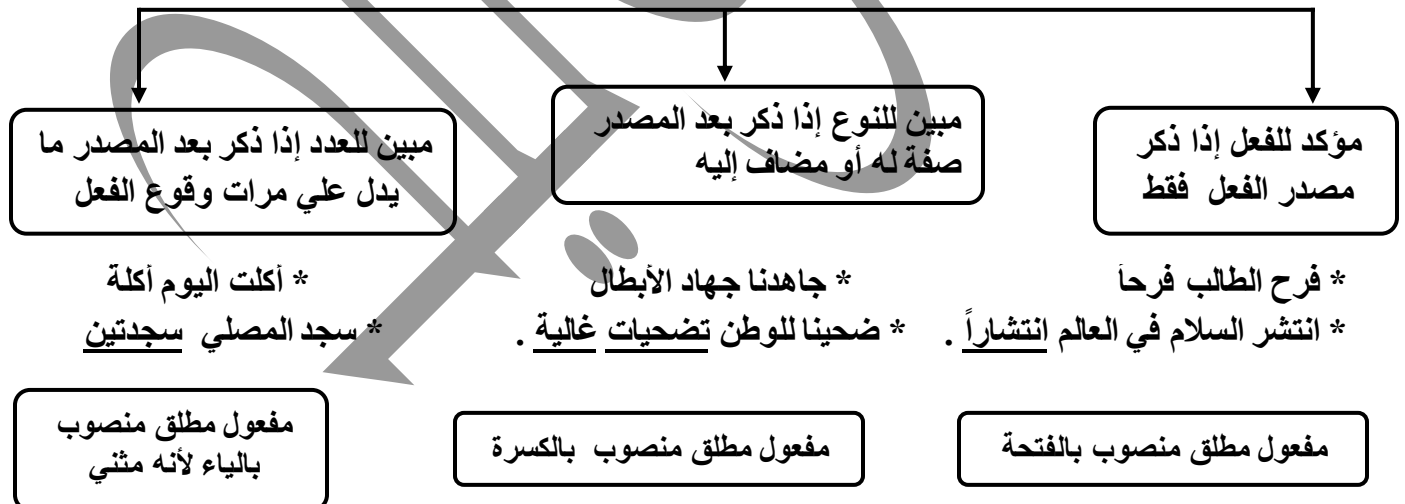 مؤكد للفعل إذا ذكر
مصدر الفعل فقط
مبين للنوع إذا ذكر بعد المصدر
صفة له أو مضاف إليه
مبين للعدد إذا ذكر بعد المصدر ما
يدل علي مرات وقوع الفعل
* فرح الطالب فرحاً
* انتشر السلام في العالم انتشاراً .
* جاهدنا جهاد الأبطال
* ضحينا للوطن تضحيات غالية .
* أكلت اليوم أكلة
* سجد المصلي سجدتين
مفعول مطلق منصوب بالفتحة
مفعول مطلق منصوب بالكسرة
مفعول مطلق منصوب
بالياء لأنه مثني